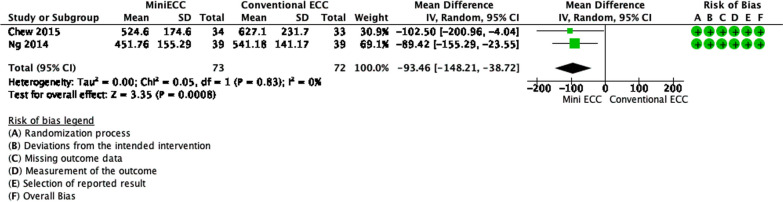 MiniECC Conventional ECC Mean Difference Mean Difference Risk of Bias
Study or Subgroup Mean SD Total Mean SD Total Weight IV, Random, 95% CI IV, Random, 95% CI A B C D E F
Chew 2015 524.6 174.6 34 627.1 231.7 33 30.9% -102.50 [-200.96, -4.04] + + + + + +
Ng 2014 451.76 155.29 39 541.18 141.17 39 69.1% -89.42 [-155.29, -23.55] + + + + + +
Total (95% CI) 73 72 100.0% -93.46 [-148.21, -38.72]
Heterogeneity: Tau² = 0.00; Chi² = 0.05, df = 1 (P = 0.83); I² = 0%
Test for overall effect: Z = 3.35 (P = 0.0008)
-200 -100 0 100 200
Mini ECC Conventional ECC
Risk of bias legend
(A) Randomization process
(B) Deviations from the intended intervention
(C) Missing outcome data
(D) Measurement of the outcome
(E) Selection of reported result
(F) Overall Bias